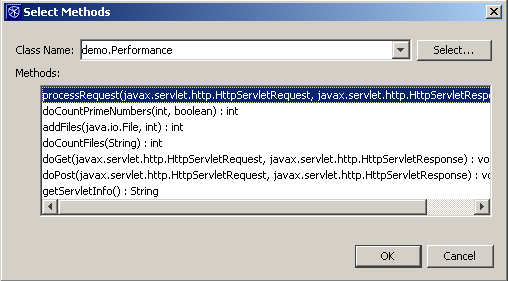 Select Methods
Class Name: demo.Performance Select...
Methods:
processRequest(javax.servlet.http.HttpServletRequest, javax.servlet.http.HttpServletRespo
doCountPrimeNumbers(int, boolean) : int
addFiles(java.io.File, int) : int
doCountFiles(String) : int
doGet(javax.servlet.http.HttpServletRequest, javax.servlet.http.HttpServletResponse) : vo
doPost(javax.servlet.http.HttpServletRequest, javax.servlet.http.HttpServletResponse) : v
getServletInfo() : String
OK Cancel